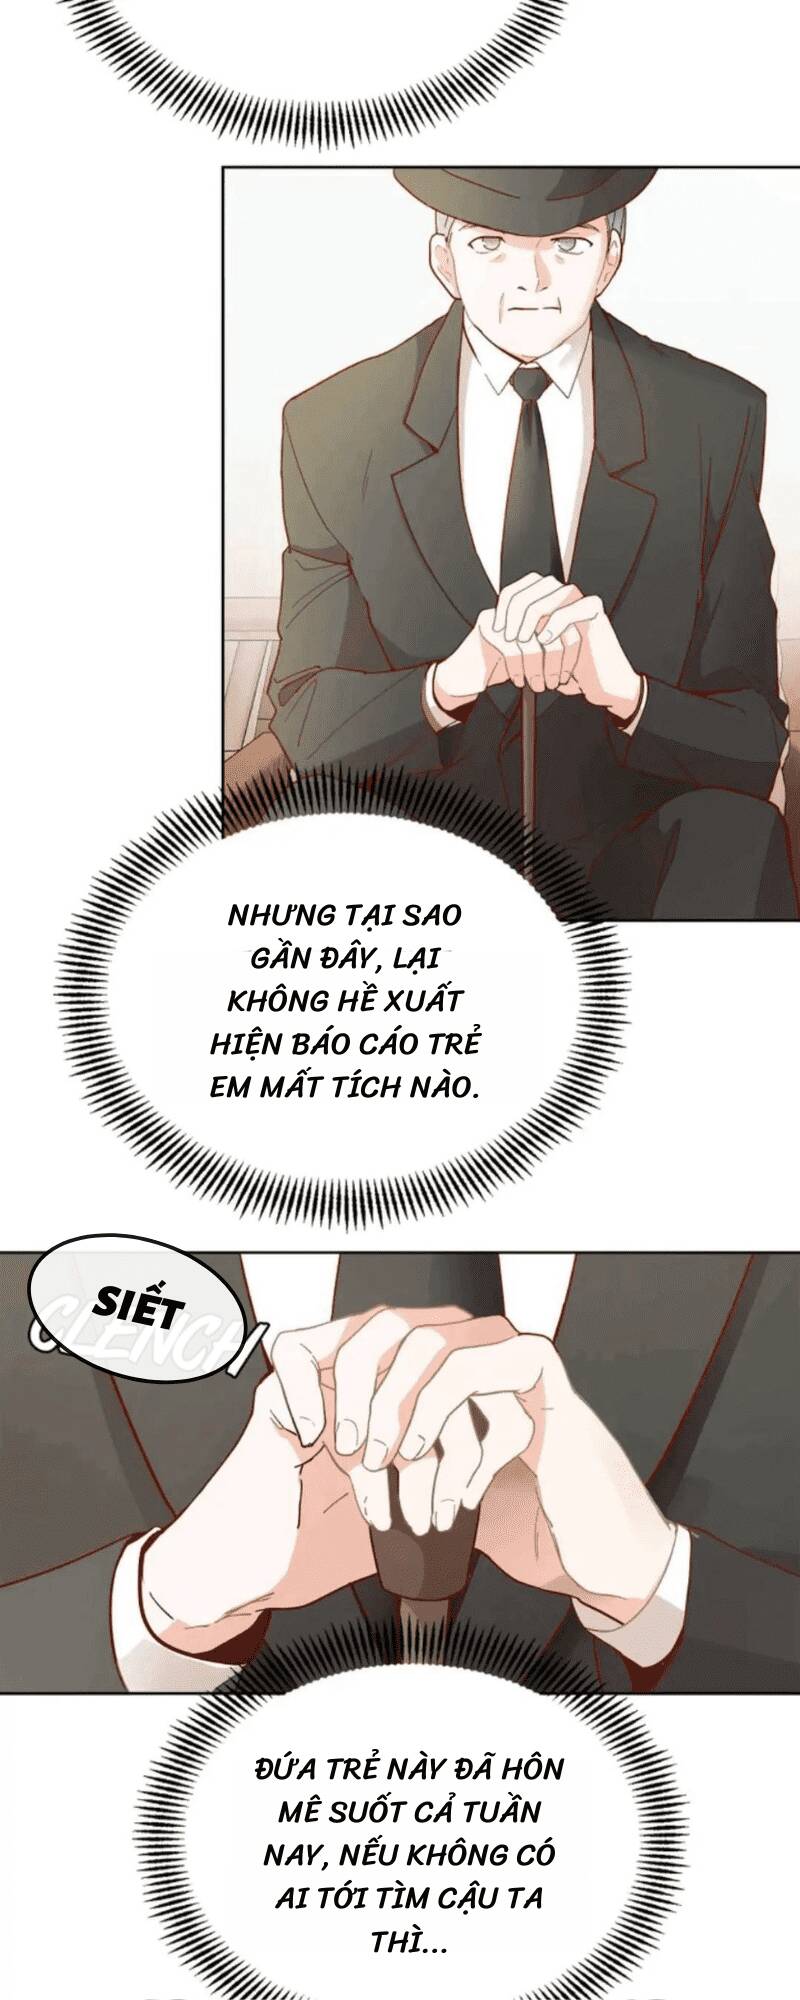 NHƯNG TẠI SAO
GẦN ĐÂY, LẠI
KHÔNG HỀ XUẤT
HIỆN BÁO CÁO TRẺ
EM MẤT TÍCH NÀO.
SIẾT
CLENCH
ĐỨA TRẺ NÀY ĐÃ HÔN
MÊ SUỐT CẢ TUẦN
NAY, NẾU KHÔNG CÓ
AI TỚI TÌM CẬU TA
THÌ...